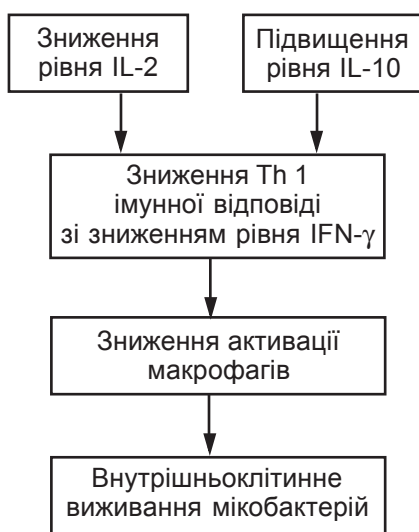 Зниження
рівня IL-2
Підвищення
рівня IL-10
Зниження Th 1
імунної відповіді
зі зниженням рівня IFN-γ
Зниження активації
макрофагів
Внутрішньоклітинне
виживання мікобактерій